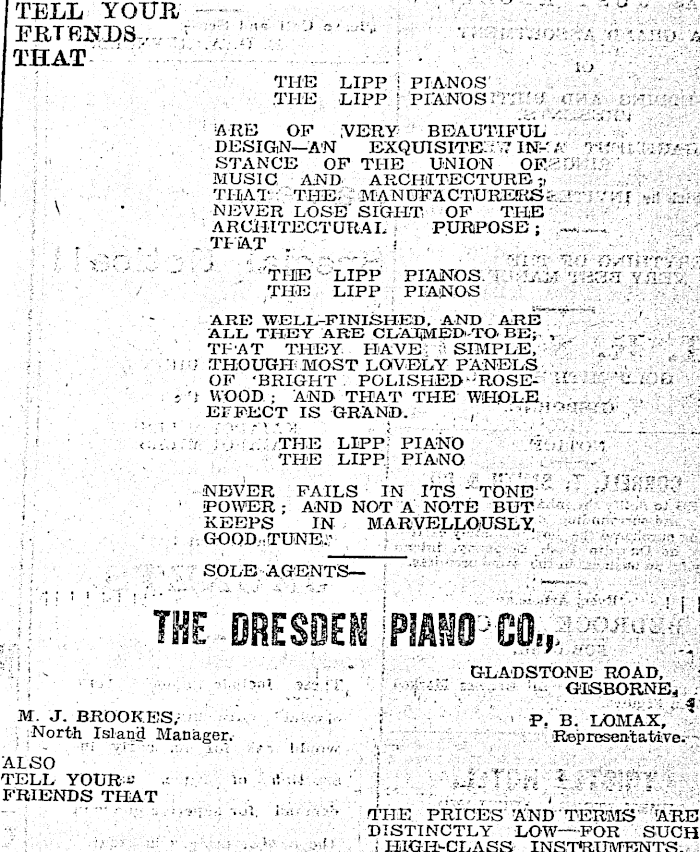 TELL YOUR
FRIENDS
THAT
THE LIPP PIANOS
THE LIPP PIANOS
ARE OF VERY BEAUTIFUL
DESIGN—AN EXQUISITE IN-
STANCE OF THE UNION OF
MUSIC AND ARCHITECTURE;
THAT THE MANUFACTURERS
NEVER LOSE SIGHT OF THE
ARCHITECTURAL PURPOSE;
THAT
THE LIPP PIANOS
THE LIPP PIANOS
ARE WELL-FINISHED, AND ARE
ALL THEY ARE CLAIMED TO BE;
THAT THEY HAVE SIMPLE,
THOUGH MOST LOVELY PANELS
OF BRIGHT POLISHED ROSE-
WOOD; AND THAT THE WHOLE
EFFECT IS GRAND.
THE LIPP PIANO
THE LIPP PIANO
NEVER FAILS IN ITS TONE
POWER; AND NOT A NOTE BUT
KEEPS IN MARVELLOUSLY
GOOD TUNE.
SOLE AGENTS—
THE DRESDEN PIANO CO.,
GLADSTONE ROAD,
GISBORNE.
M. J. BROOKES,
North Island Manager.
P. B. LOMAX,
Representative.
ALSO
TELL YOUR
FRIENDS THAT
THE PRICES AND TERMS ARE
DISTINCTLY LOW—FOR SUCH
HIGH-CLASS INSTRUMENTS.